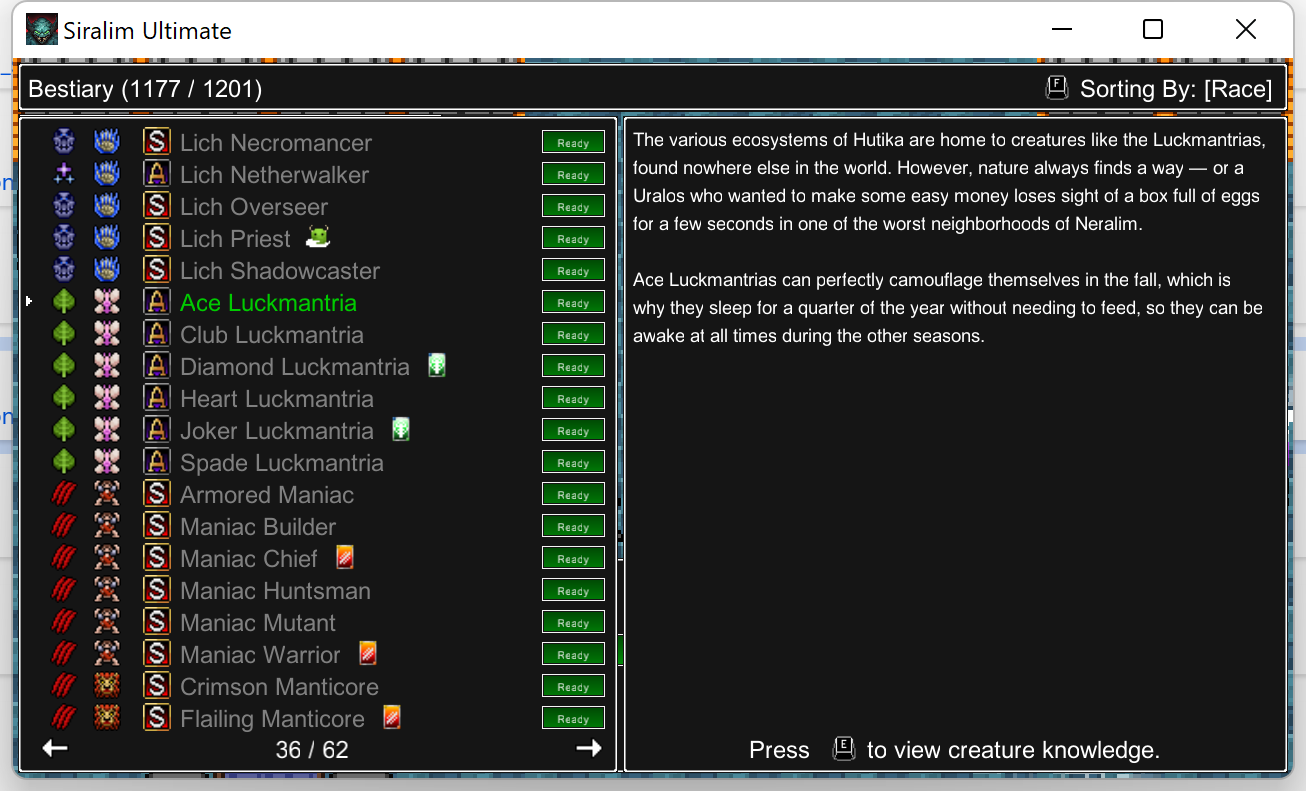 Siralim Ultimate
Bestiary (1177 / 1201)
F Sorting By: [Race]
S Lich Necromancer Ready
A Lich Netherwalker Ready
S Lich Overseer Ready
S Lich Priest Ready
S Lich Shadowcaster Ready
A Ace Luckmantria Ready
A Club Luckmantria Ready
A Diamond Luckmantria Ready
A Heart Luckmantria Ready
A Joker Luckmantria Ready
A Spade Luckmantria Ready
S Armored Maniac Ready
S Maniac Builder Ready
S Maniac Chief Ready
S Maniac Huntsman Ready
S Maniac Mutant Ready
S Maniac Warrior Ready
S Crimson Manticore Ready
S Flailing Manticore Ready
36 / 62
The various ecosystems of Hutika are home to creatures like the Luckmantrias,
found nowhere else in the world. However, nature always finds a way — or a
Uralos who wanted to make some easy money loses sight of a box full of eggs
for a few seconds in one of the worst neighborhoods of Neralim.
Ace Luckmantrias can perfectly camouflage themselves in the fall, which is
why they sleep for a quarter of the year without needing to feed, so they can be
awake at all times during the other seasons.
Press E to view creature knowledge.